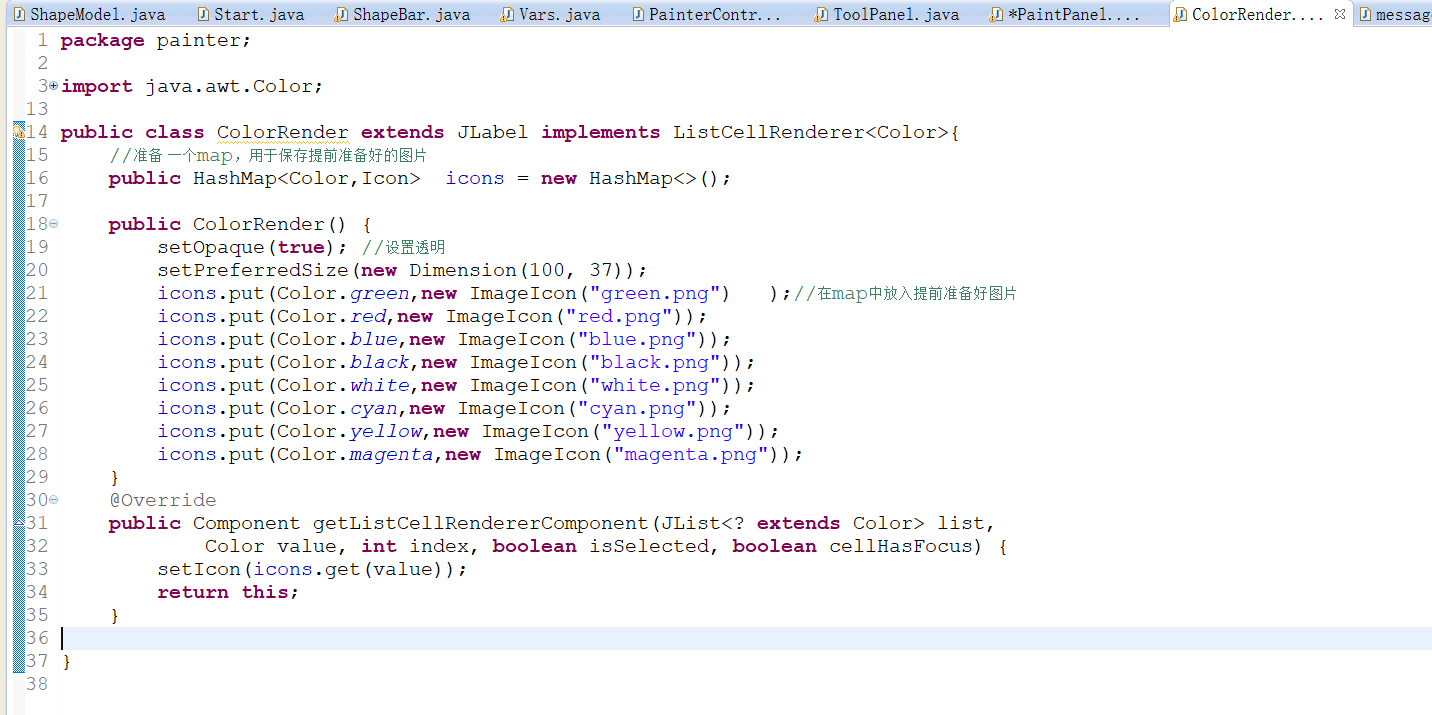 ShapeModel.java Start.java ShapeBar.java Vars.java PainterContr... ToolPanel.java *PaintPanel.... ColorRender.... messag
1 package painter;
2
3 import java.awt.Color;
13
14 public class ColorRender extends JLabel implements ListCellRenderer<Color>{
15 //准备一个map，用于保存提前准备好的图片
16 public HashMap<Color,Icon>  icons = new HashMap<>();
17
18 public ColorRender() {
19 setOpaque(true); //设置透明
20 setPreferredSize(new Dimension(100, 37));
21 icons.put(Color.green,new ImageIcon("green.png")   );//在map中放入提前准备好图片
22 icons.put(Color.red,new ImageIcon("red.png"));
23 icons.put(Color.blue,new ImageIcon("blue.png"));
24 icons.put(Color.black,new ImageIcon("black.png"));
25 icons.put(Color.white,new ImageIcon("white.png"));
26 icons.put(Color.cyan,new ImageIcon("cyan.png"));
27 icons.put(Color.yellow,new ImageIcon("yellow.png"));
28 icons.put(Color.magenta,new ImageIcon("magenta.png"));
29 }
30 @Override
31 public Component getListCellRendererComponent(JList<? extends Color> list,
32 Color value, int index, boolean isSelected, boolean cellHasFocus) {
33 setIcon(icons.get(value));
34 return this;
35 }
36
37 }
38